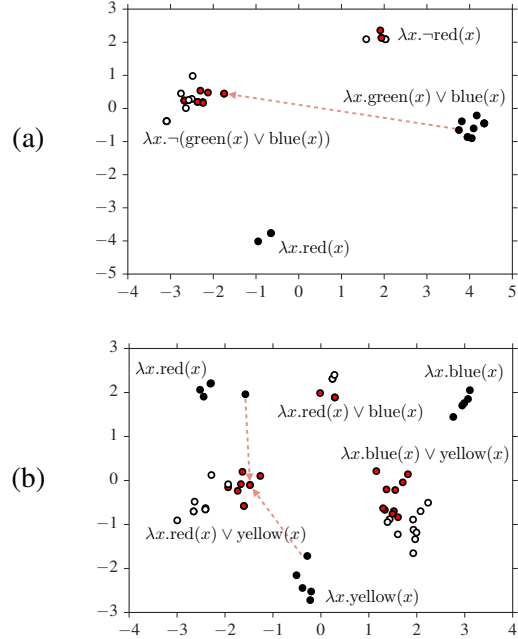 3
2
λx.¬red(x)
1
λx.green(x) ∨ blue(x)
(a)
0
−1
λx.¬(green(x) ∨ blue(x))
−2
−3
−4
λx.red(x)
−5
−4 −3 −2 −1 0 1 2 3 4 5
3
λx.red(x) λx.blue(x)
2
λx.red(x) ∨ blue(x)
1
λx.blue(x) ∨ yellow(x)
(b)
0
−1
λx.red(x) ∨ yellow(x)
−2
λx.yellow(x)
−3
−4 −3 −2 −1 0 1 2 3 4